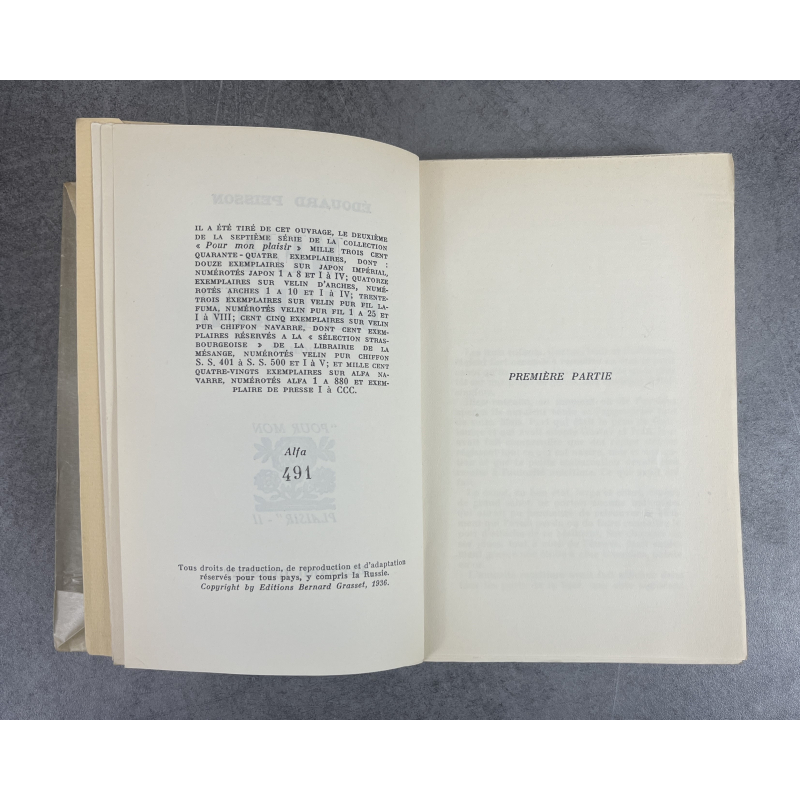 IL A ÉTÉ TIRÉ DE CET OUVRAGE, LE DEUXIÈME
DE LA SEPTIÈME SÉRIE DE LA COLLECTION
« Pour mon plaisir » MILLE TROIS CENT
QUARANTE-QUATRE EXEMPLAIRES, DONT :
DOUZE EXEMPLAIRES SUR JAPON IMPÉRIAL,
NUMÉROTÉS JAPON 1 A 8 ET I à IV; QUATORZE
EXEMPLAIRES SUR VELIN D'ARCHES, NUMÉ-
ROTÉS ARCHES 1 A 10 ET I à IV; TRENTE-
TROIS EXEMPLAIRES SUR VELIN PUR FIL LA-
FUMA, NUMÉROTÉS VELIN PUR FIL 1 A 25 ET
I à VIII; CENT CINQ EXEMPLAIRES SUR VELIN
PUR CHIFFON NAVARRE, DONT CENT EXEM-
PLAIRES RÉSERVÉS A LA « SÉLECTION STRAS-
BOURGEOISE » DE LA LIBRAIRIE DE LA
MÉSANGE, NUMÉROTÉS VELIN PUR CHIFFON
S. S. 401 à S. S. 500 ET I à V; ET MILLE CENT
QUATRE-VINGTS EXEMPLAIRES SUR ALFA NA-
VARRE, NUMÉROTÉS ALFA 1 A 880 ET EXEM-
PLAIRE DE PRESSE I à CCC.
Alfa
491
Tous droits de traduction, de reproduction et d'adaptation
réservés pour tous pays, y compris la Russie.
Copyright by Editions Bernard Grasset, 1936.
PREMIÈRE PARTIE